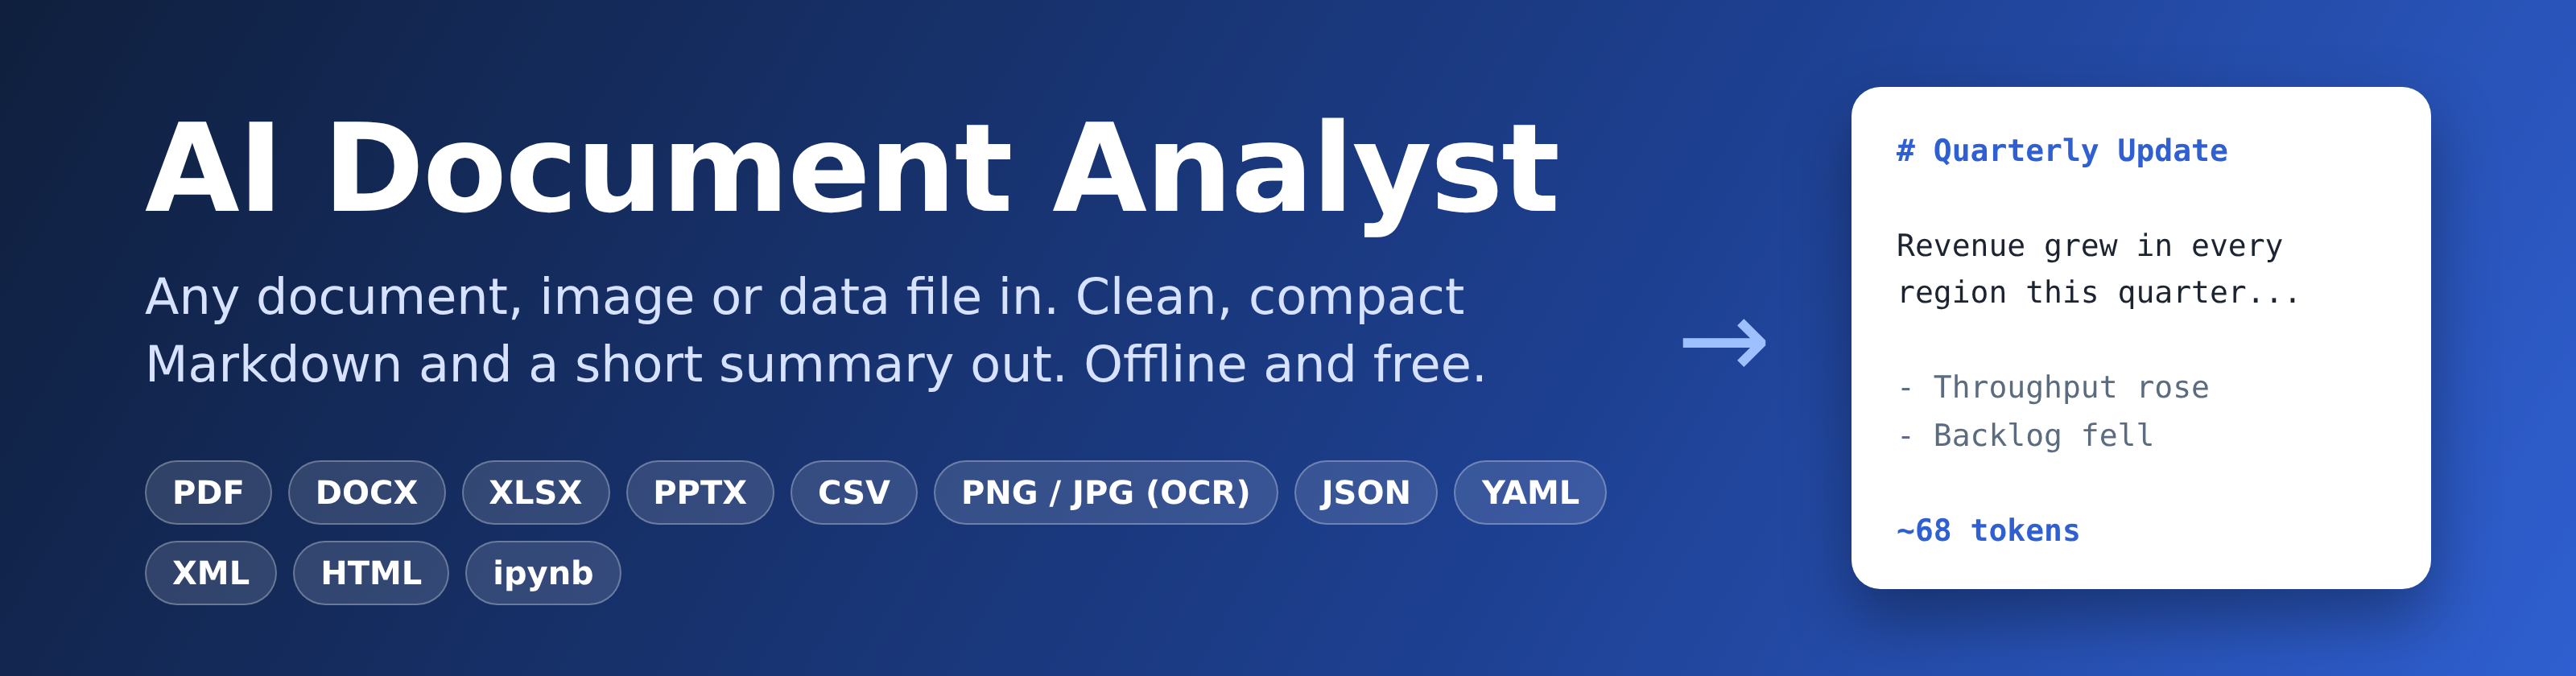 AI Document Analyst
Any document, image or data file in. Clean, compact
Markdown and a short summary out. Offline and free.
PDF DOCX XLSX PPTX CSV PNG / JPG (OCR) JSON YAML
XML HTML ipynb
→
# Quarterly Update
Revenue grew in every
region this quarter...
- Throughput rose
- Backlog fell
~68 tokens